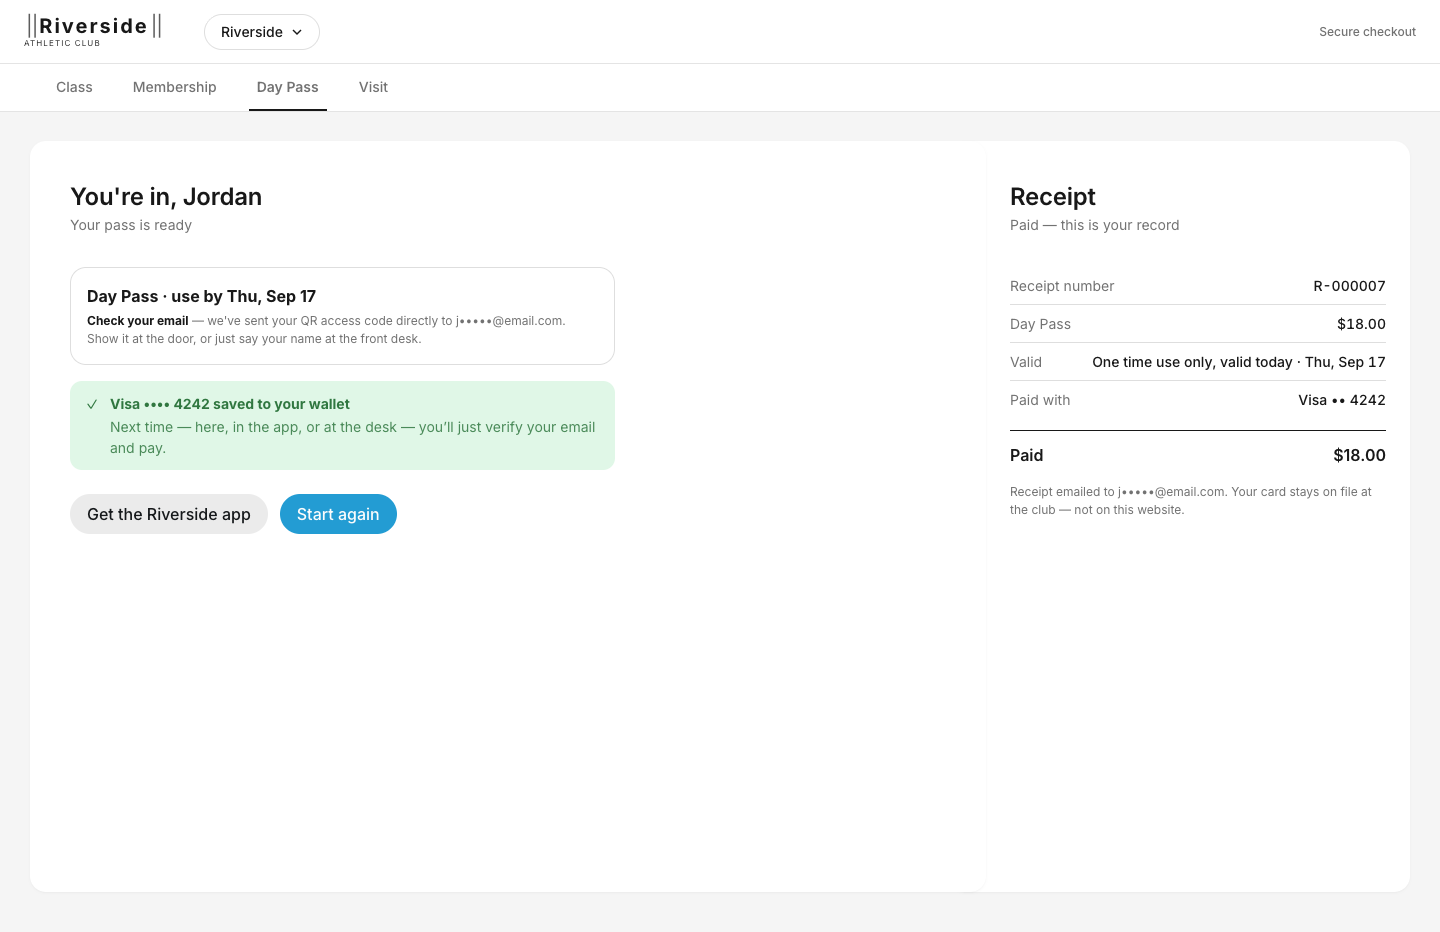 Riverside
ATHLETIC CLUB
Riverside
Secure checkout
Class
Membership
Day Pass
Visit
You're in, Jordan
Your pass is ready
Day Pass · use by Thu, Sep 17
Check your email — we've sent your QR access code directly to j•••••@email.com.
Show it at the door, or just say your name at the front desk.
Visa •••• 4242 saved to your wallet
Next time — here, in the app, or at the desk — you’ll just verify your email
and pay.
Get the Riverside app
Start again
Receipt
Paid — this is your record
Receipt number R-000007
Day Pass $18.00
Valid One time use only, valid today · Thu, Sep 17
Paid with Visa •• 4242
Paid $18.00
Receipt emailed to j•••••@email.com. Your card stays on file at
the club — not on this website.